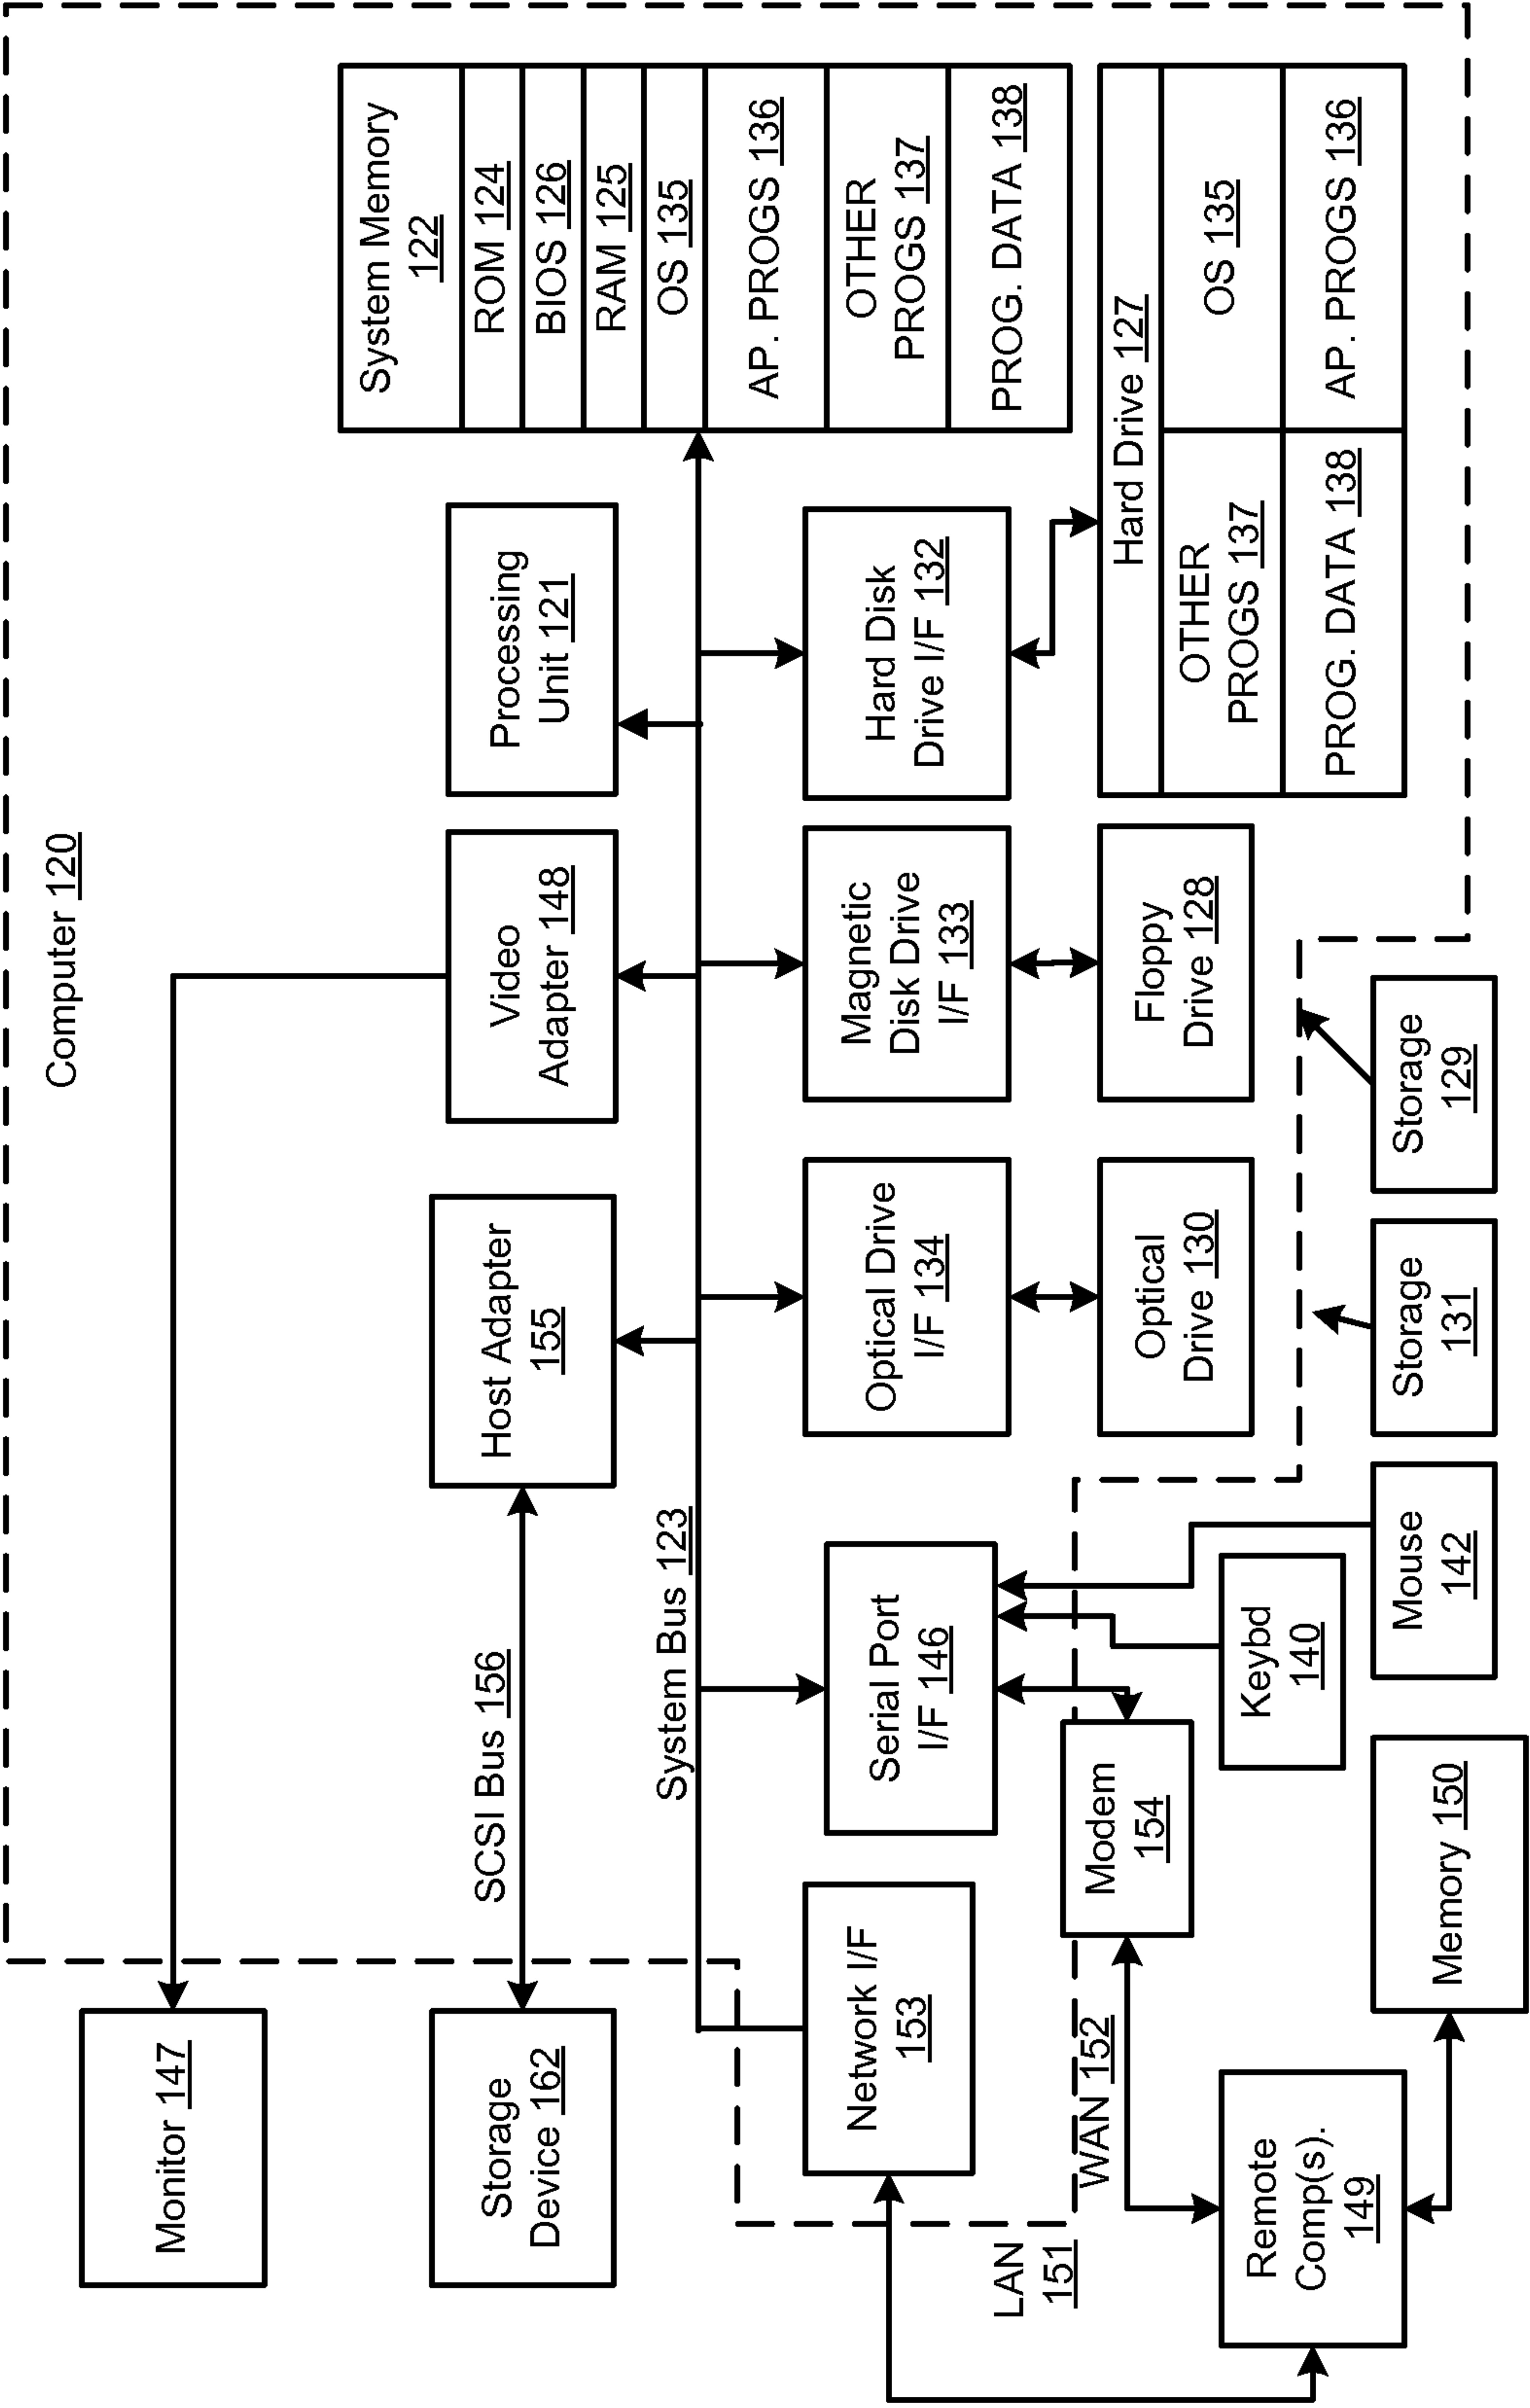 Computer 120
Monitor 147
Storage
Device 162
SCSI Bus 156
Host Adapter
155
Video
Adapter 148
Processing
Unit 121
System Memory
122
ROM 124
BIOS 126
RAM 125
OS 135
AP. PROGS 136
OTHER
PROGS 137
PROG. DATA 138
System Bus 123
Network I/F
153
Serial Port
I/F 146
Optical Drive
I/F 134
Magnetic
Disk Drive
I/F 133
Hard Disk
Drive I/F 132
LAN
151
WAN 152
Modem
154
Optical
Drive 130
Floppy
Drive 128
Hard Drive 127
OTHER
PROGS 137
OS 135
PROG. DATA 138
AP. PROGS 136
Remote
Comp(s).
149
Keybd
140
Memory 150
Mouse
142
Storage
131
Storage
129